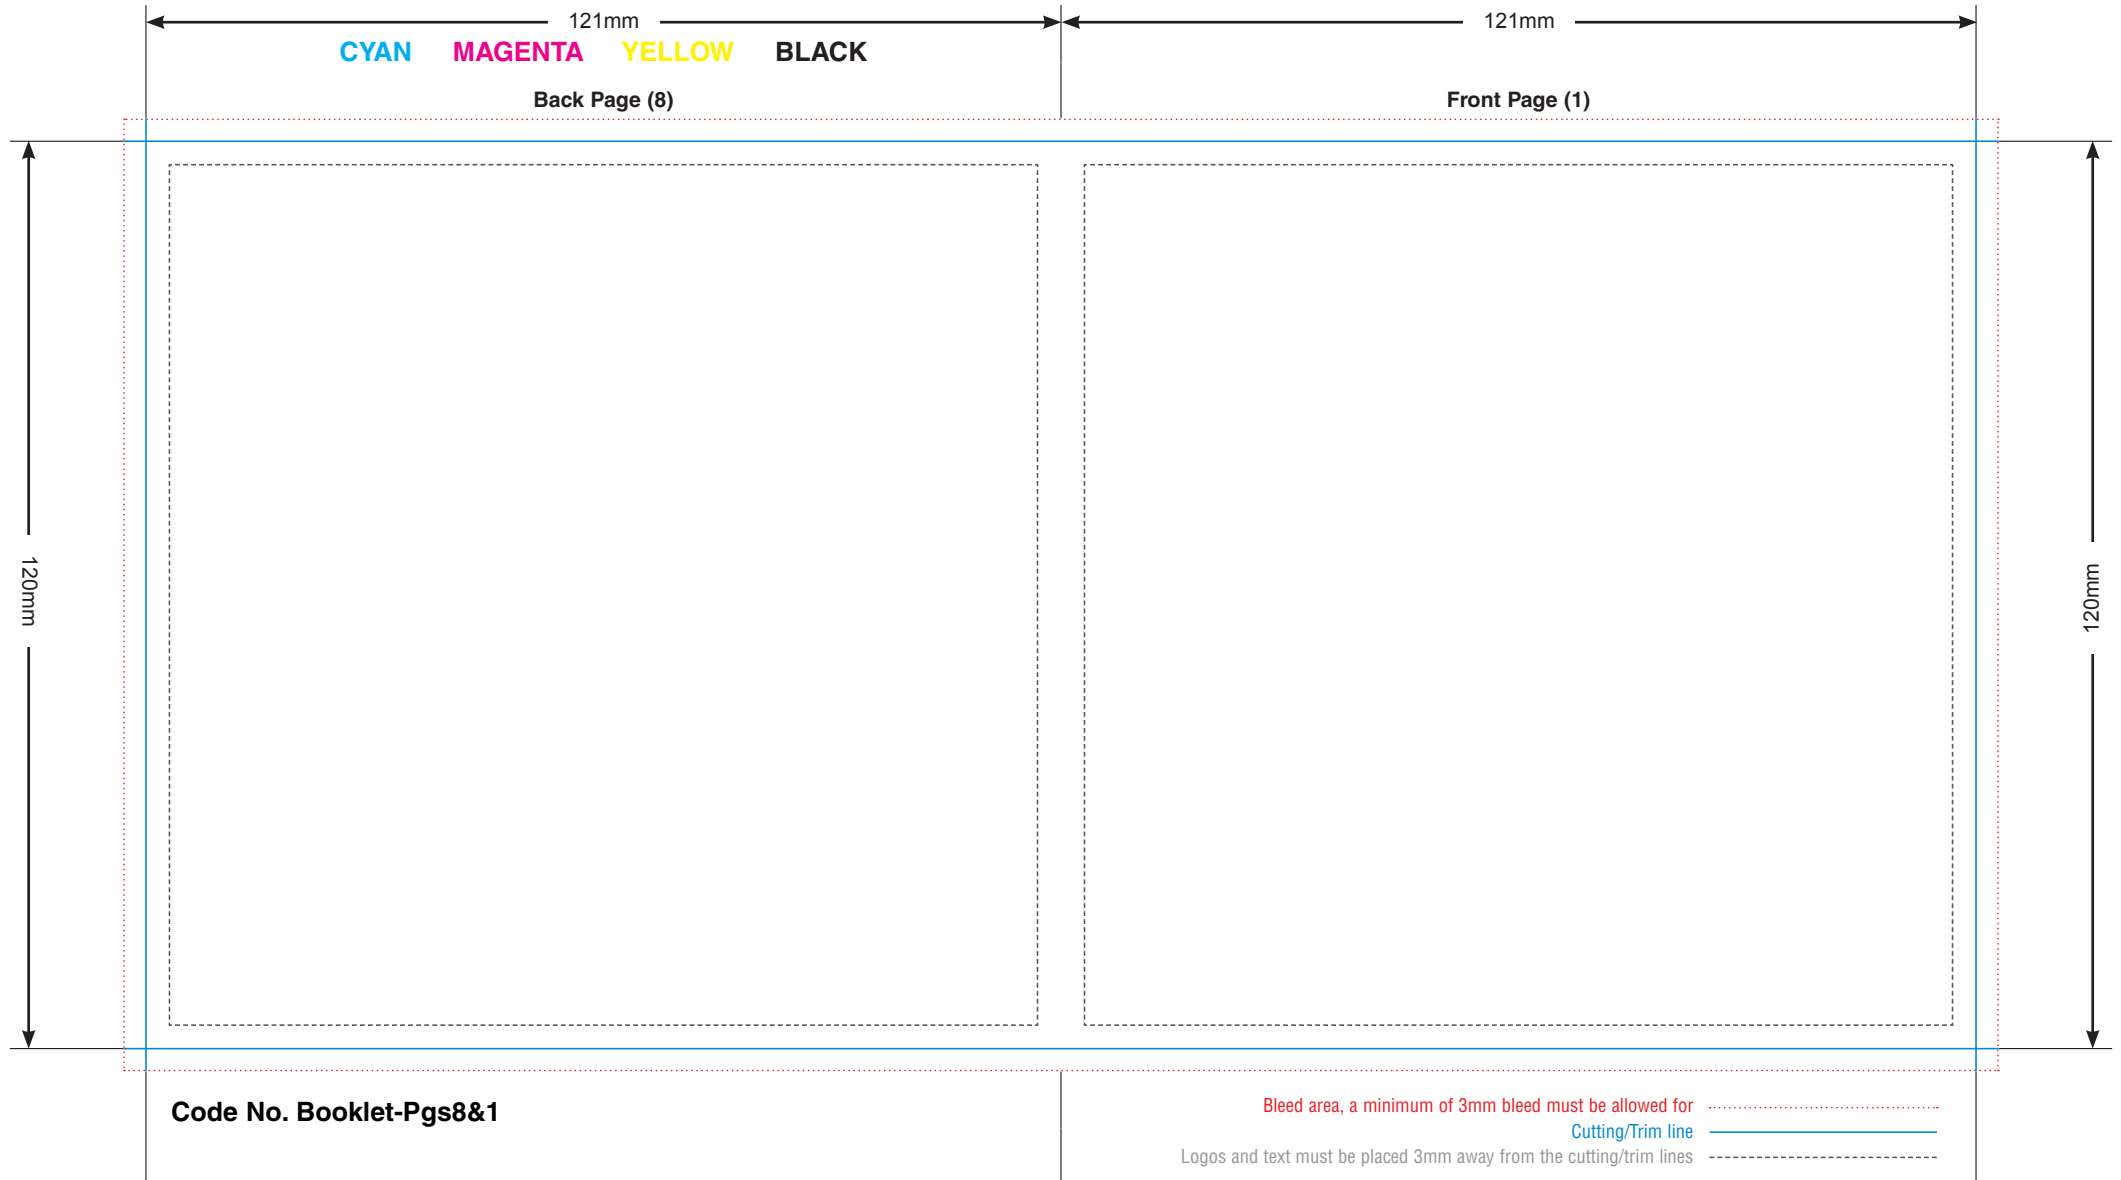 121mm 121mm
CYAN MAGENTA YELLOW BLACK
Back Page (8) Front Page (1)
120mm
120mm
Code No. Booklet-Pgs8&1
Bleed area, a minimum of 3mm bleed must be allowed for
Cutting/Trim line
Logos and text must be placed 3mm away from the cutting/trim lines